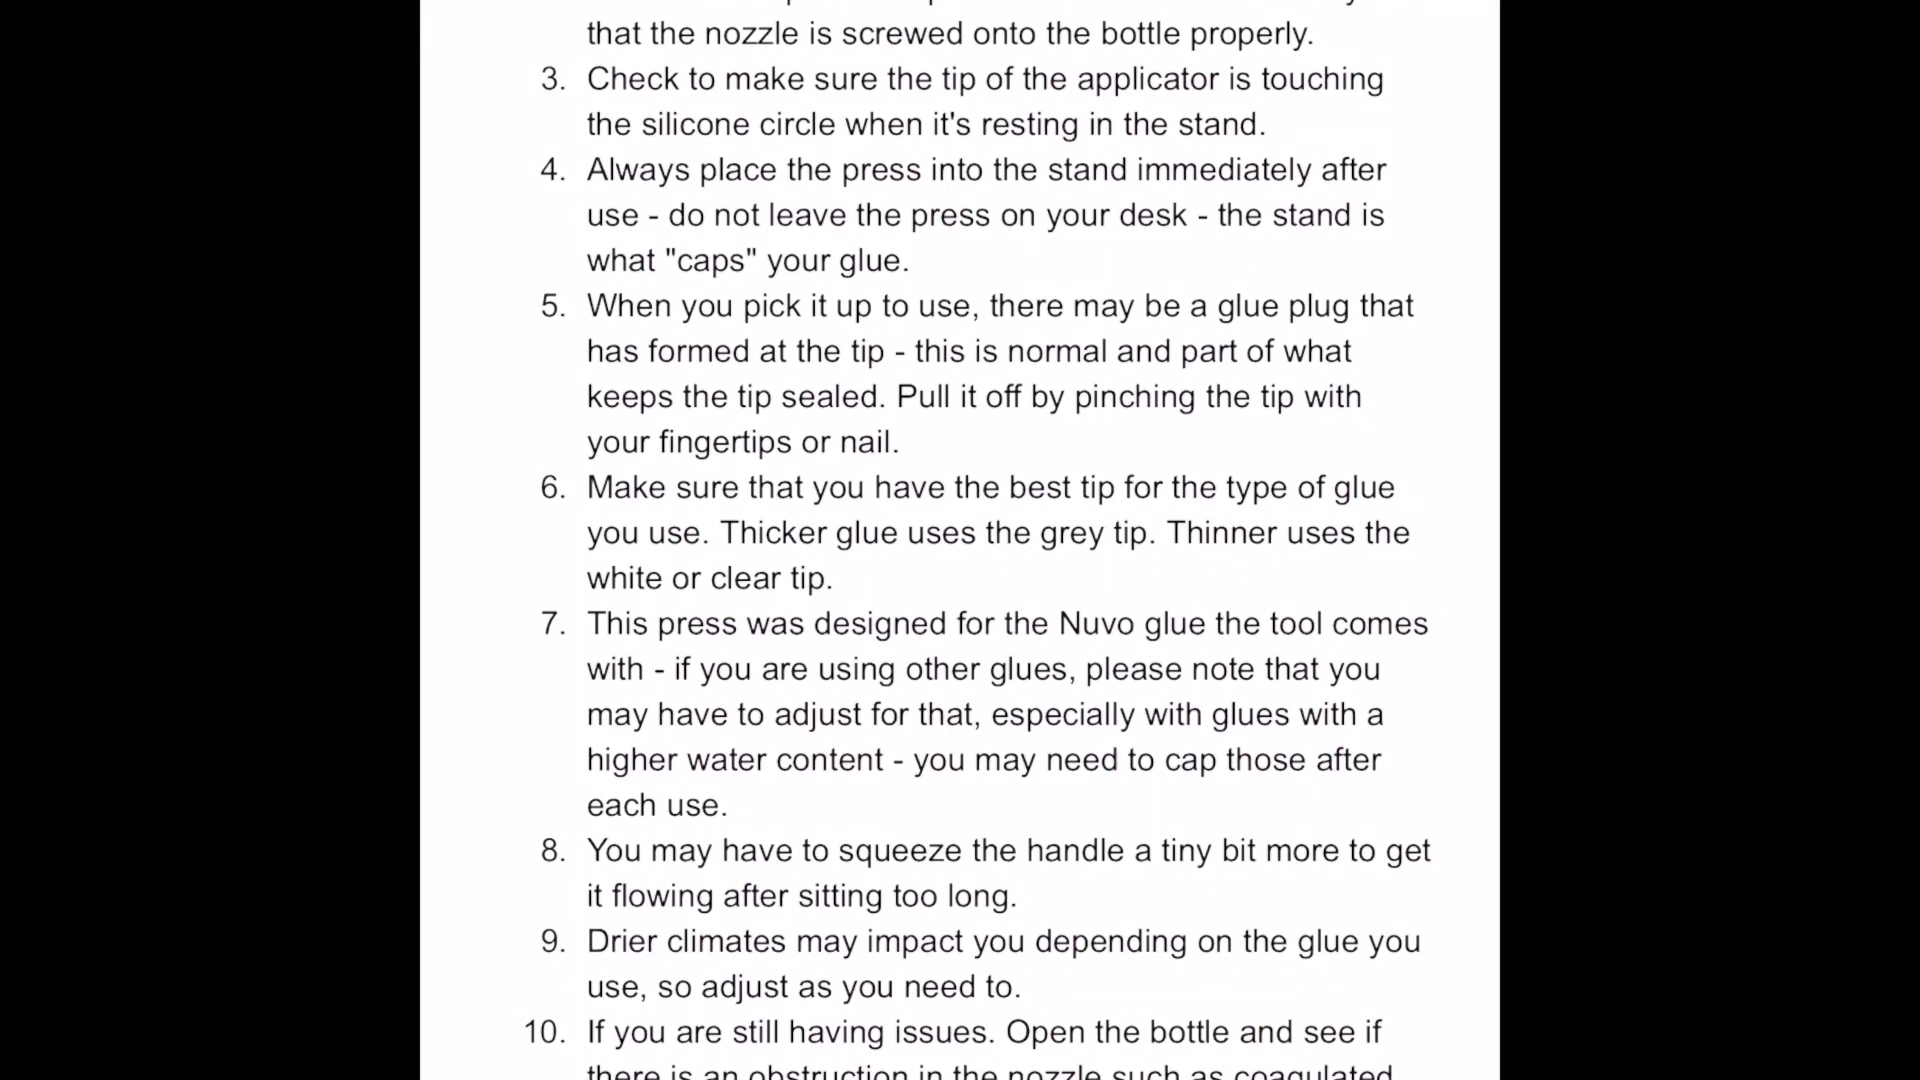 that the nozzle is screwed onto the bottle properly.
3. Check to make sure the tip of the applicator is touching
the silicone circle when it's resting in the stand.
4. Always place the press into the stand immediately after
use - do not leave the press on your desk - the stand is
what "caps" your glue.
5. When you pick it up to use, there may be a glue plug that
has formed at the tip - this is normal and part of what
keeps the tip sealed. Pull it off by pinching the tip with
your fingertips or nail.
6. Make sure that you have the best tip for the type of glue
you use. Thicker glue uses the grey tip. Thinner uses the
white or clear tip.
7. This press was designed for the Nuvo glue the tool comes
with - if you are using other glues, please note that you
may have to adjust for that, especially with glues with a
higher water content - you may need to cap those after
each use.
8. You may have to squeeze the handle a tiny bit more to get
it flowing after sitting too long.
9. Drier climates may impact you depending on the glue you
use, so adjust as you need to.
10. If you are still having issues. Open the bottle and see if
there is an obstruction in the nozzle such as coagulated